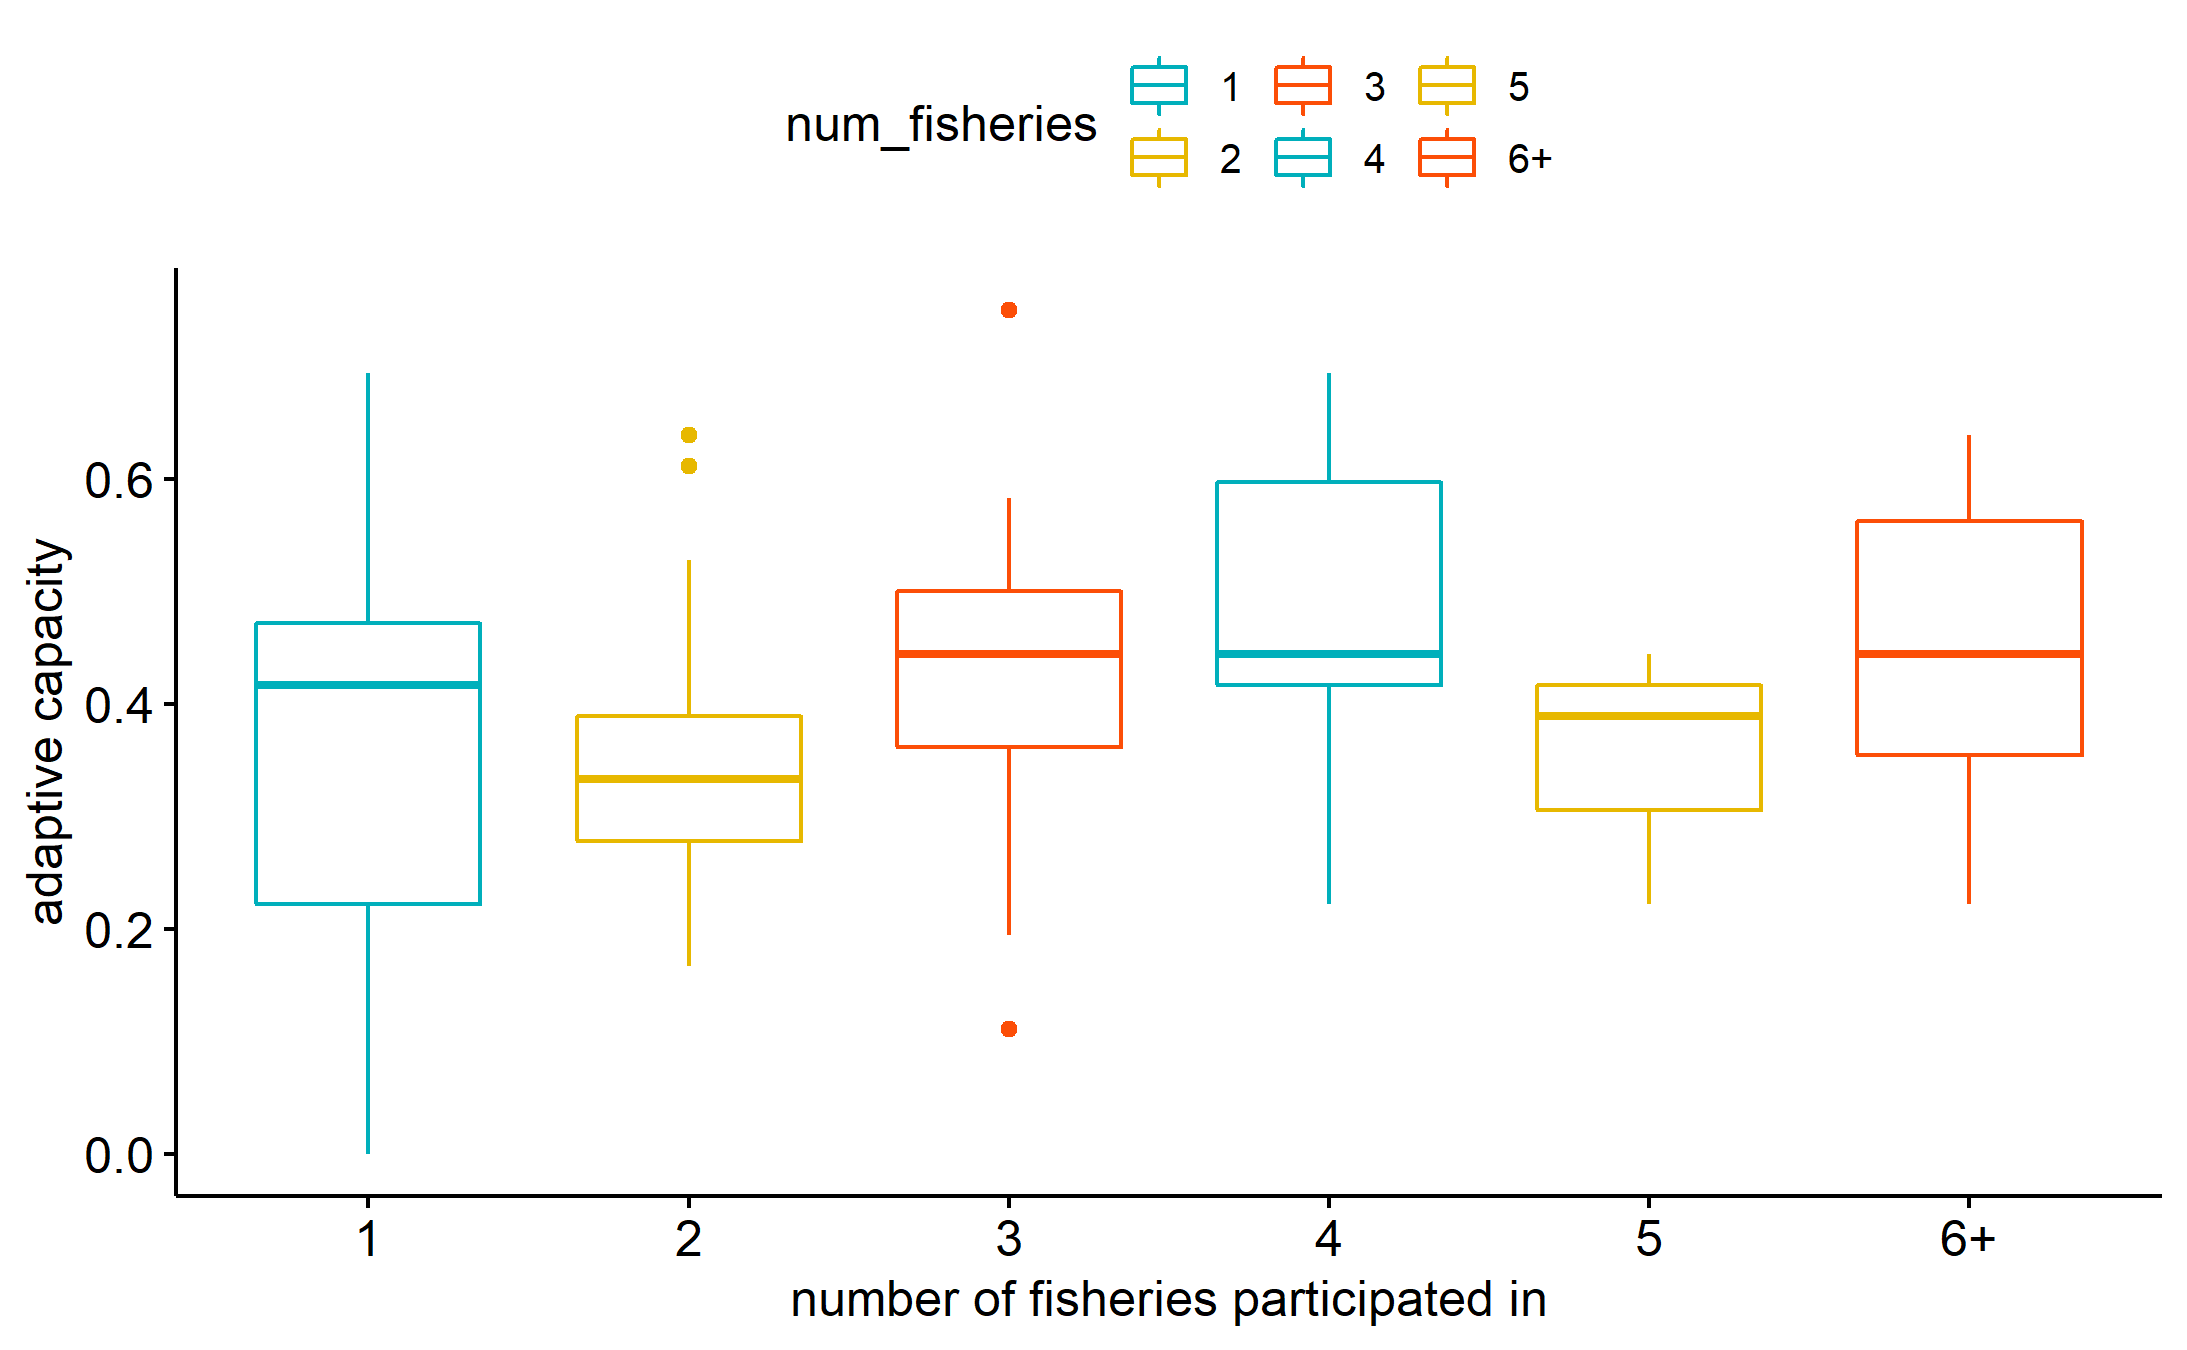 num_fisheries
1 3 5
2 4 6+
adaptive capacity
0.6
0.4
0.2
0.0
1 2 3 4 5 6+
number of fisheries participated in